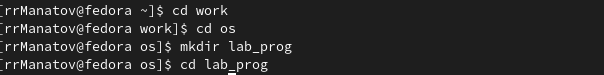 [rrManatov@fedora ~]$ cd work
[rrManatov@fedora work]$ cd os
[rrManatov@fedora os]$ mkdir lab_prog
[rrManatov@fedora os]$ cd lab_prog